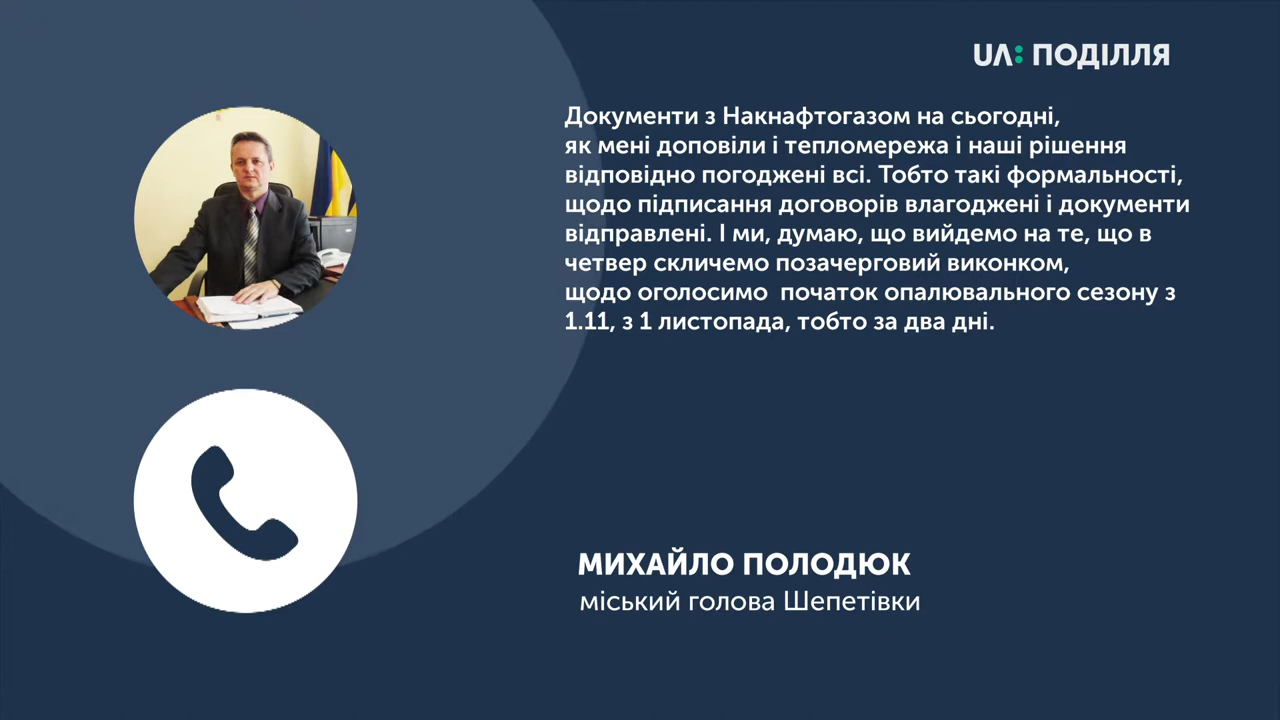 UA: ПОДІЛЛЯ
Документи з Накнафтогазом на сьогодні,
як мені доповіли і тепломережа і наші рішення
відповідно погоджені всі. Тобто такі формальності,
щодо підписання договорів влагоджені і документи
відправлені. І ми, думаю, що вийдемо на те, що в
четвер скличемо позачерговий виконком,
щодо оголосимо  початок опалювального сезону з
1.11, з 1 листопада, тобто за два дні.
МИХАЙЛО ПОЛОДЮК
міський голова Шепетівки